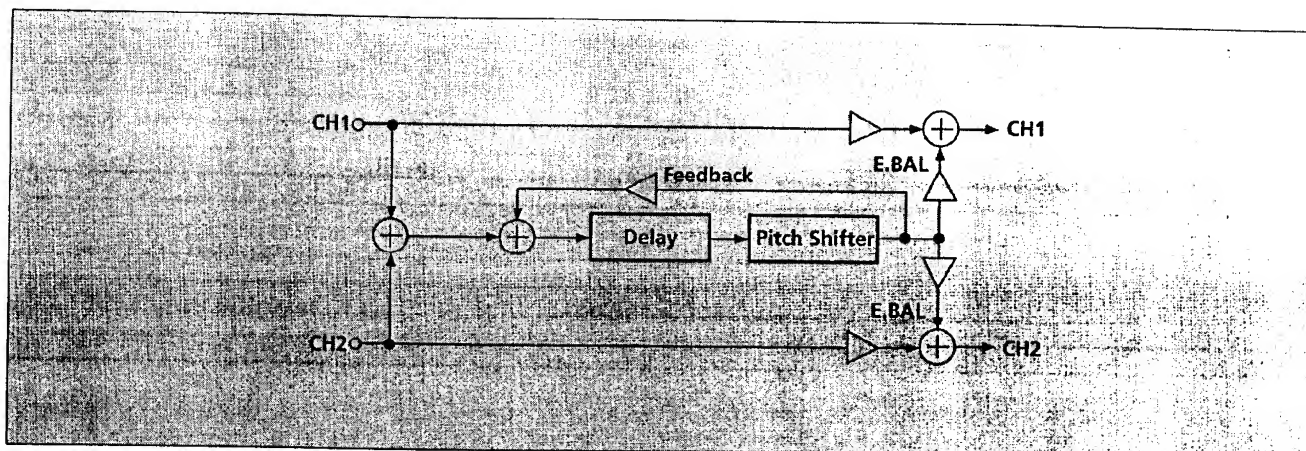 CH1
CH1
E.BAL
Feedback
Delay
Pitch Shifter
E.BAL
CH2
CH2